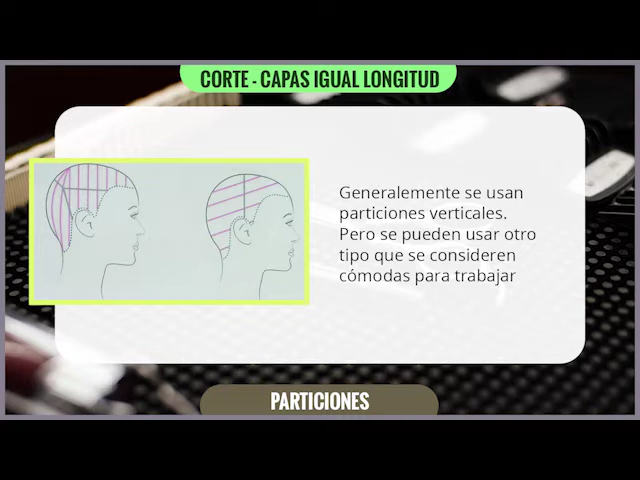 CORTE - CAPAS IGUAL LONGITUD
Generalemente se usan
particiones verticales.
Pero se pueden usar otro
tipo que se consideren
cómodas para trabajar
PARTICIONES